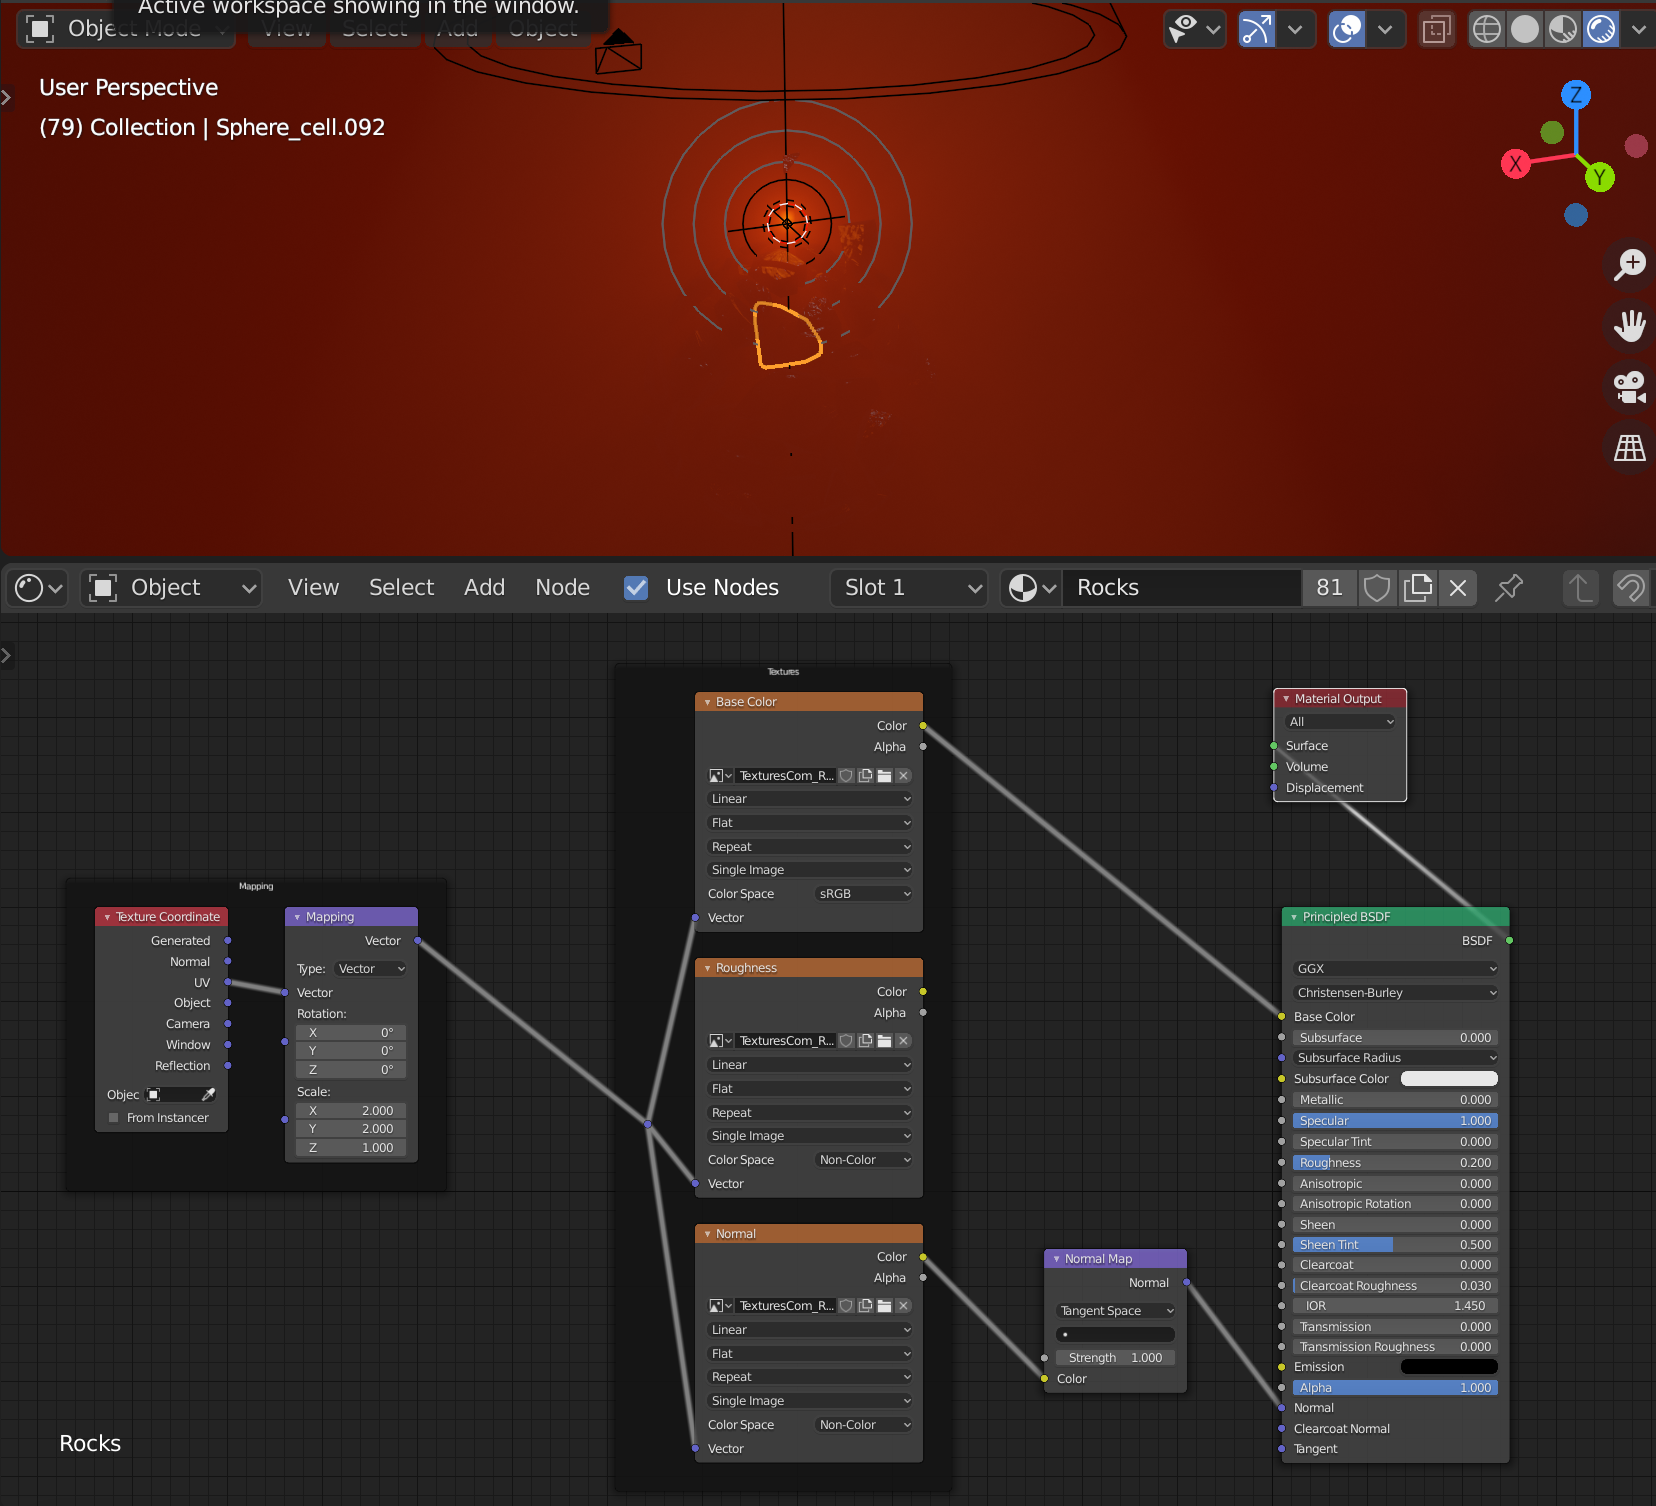 Active workspace showing in the window.
Object Mode View Select Add Object
User Perspective
(79) Collection | Sphere_cell.092
Z
X
Y
Object View Select Add Node Use Nodes Slot 1 Rocks 81
Textures
Base Color
Color
Alpha
TexturesCom_R...
Linear
Flat
Repeat
Single Image
Color Space sRGB
Vector
Roughness
Color
Alpha
TexturesCom_R...
Linear
Flat
Repeat
Single Image
Color Space Non-Color
Vector
Normal
Color
Alpha
TexturesCom_R...
Linear
Flat
Repeat
Single Image
Color Space Non-Color
Vector
Mapping
Texture Coordinate
Generated
Normal
UV
Object
Camera
Window
Reflection
Objec
From Instancer
Mapping
Vector
Type: Vector
Vector
Rotation:
X 0°
Y 0°
Z 0°
Scale:
X 2.000
Y 2.000
Z 1.000
Normal Map
Normal
Tangent Space
Strength 1.000
Color
Material Output
All
Surface
Volume
Displacement
Principled BSDF
BSDF
GGX
Christensen-Burley
Base Color
Subsurface 0.000
Subsurface Radius
Subsurface Color
Metallic 0.000
Specular 1.000
Specular Tint 0.000
Roughness 0.200
Anisotropic 0.000
Anisotropic Rotation 0.000
Sheen 0.000
Sheen Tint 0.500
Clearcoat 0.000
Clearcoat Roughness 0.030
IOR 1.450
Transmission 0.000
Transmission Roughness 0.000
Emission
Alpha 1.000
Normal
Clearcoat Normal
Tangent
Rocks